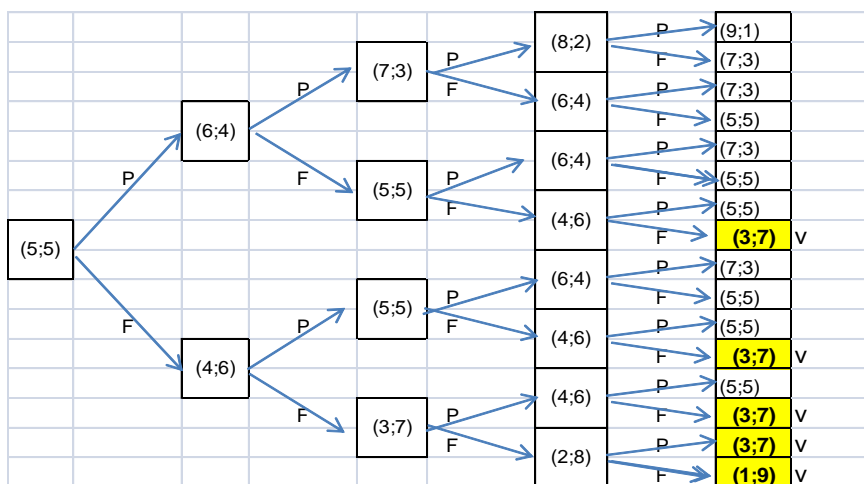 (8;2) P (9;1)
(7;3) P F (7;3)
P F (6;4) P (7;3)
(6;4) F (5;5)
P F (5;5) P (6;4) P (7;3)
F (5;5)
F (4;6) P (5;5)
(5;5) F (3;7) v
P (6;4) P (7;3)
F P (5;5) F F (5;5)
(4;6) P (5;5)
(4;6) F (3;7) v
F P (4;6) P (5;5)
(3;7) F F (3;7) v
(2;8) P (3;7) v
F (1;9) v